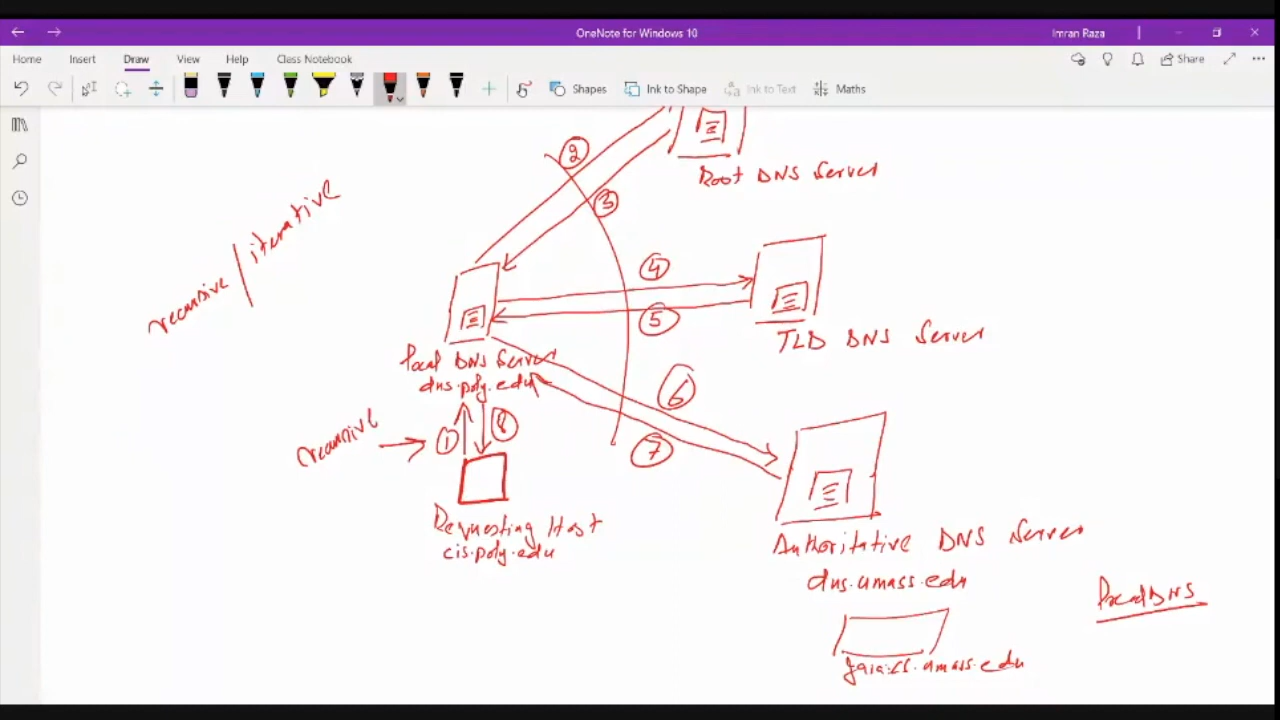 OneNote for Windows 10
Imran Raza
Home
Insert
Draw
View
Help
Class Notebook
Share
Shapes
Ink to Shape
Ink to Text
Maths
2
Root DNS Server
3
recursive / iterative
4
5
TLD DNS Server
local DNS Server
dns.poly.edu
6
recursive
1
8
7
Requesting Host
cis.poly.edu
Authoritative DNS Server
dns.umass.edu
Local DNS
gaia.cs.umass.edu